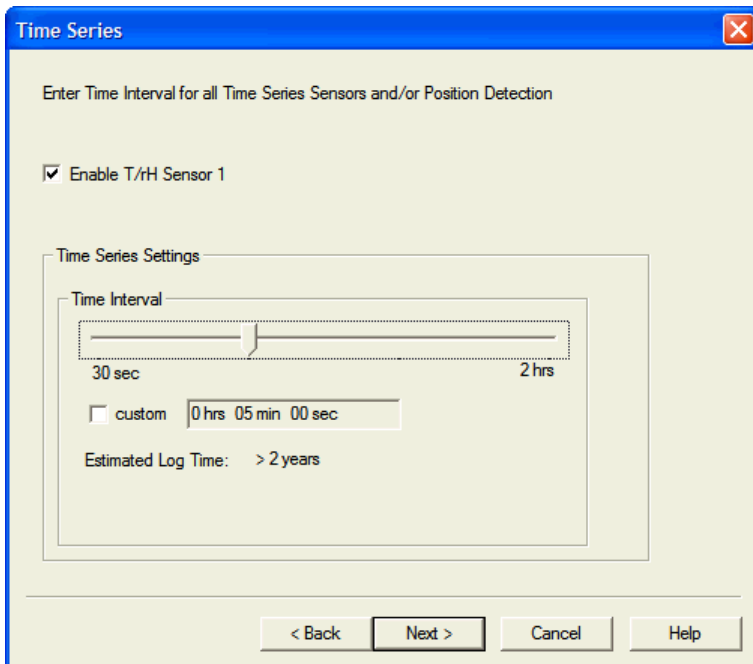 Time Series
Enter Time Interval for all Time Series Sensors and/or Position Detection
Enable T/rH Sensor 1
Time Series Settings
Time Interval
30 sec 2 hrs
custom 0 hrs 05 min 00 sec
Estimated Log Time: > 2 years
< Back Next > Cancel Help